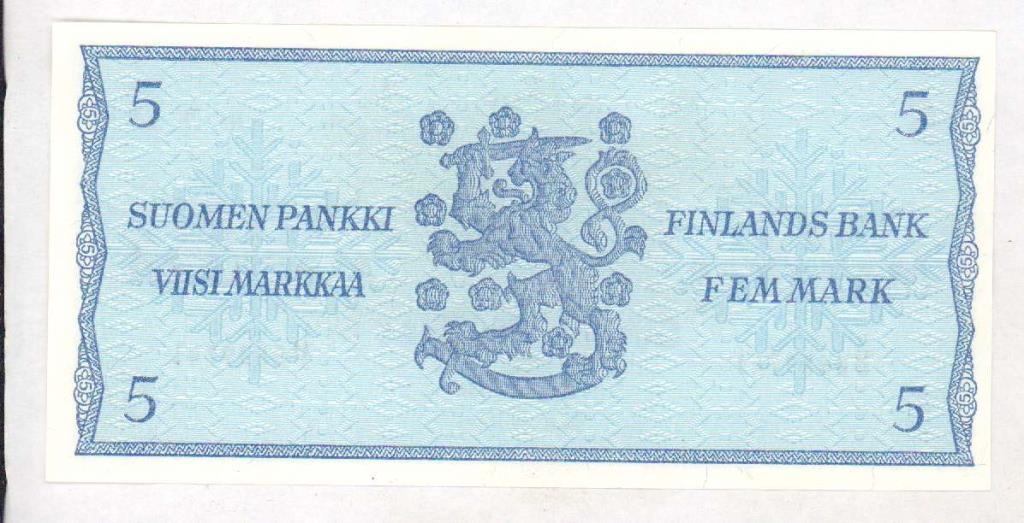 5
5
SUOMEN PANKKI
VIISI MARKKAA
FINLANDS BANK
FEM MARK
5
5